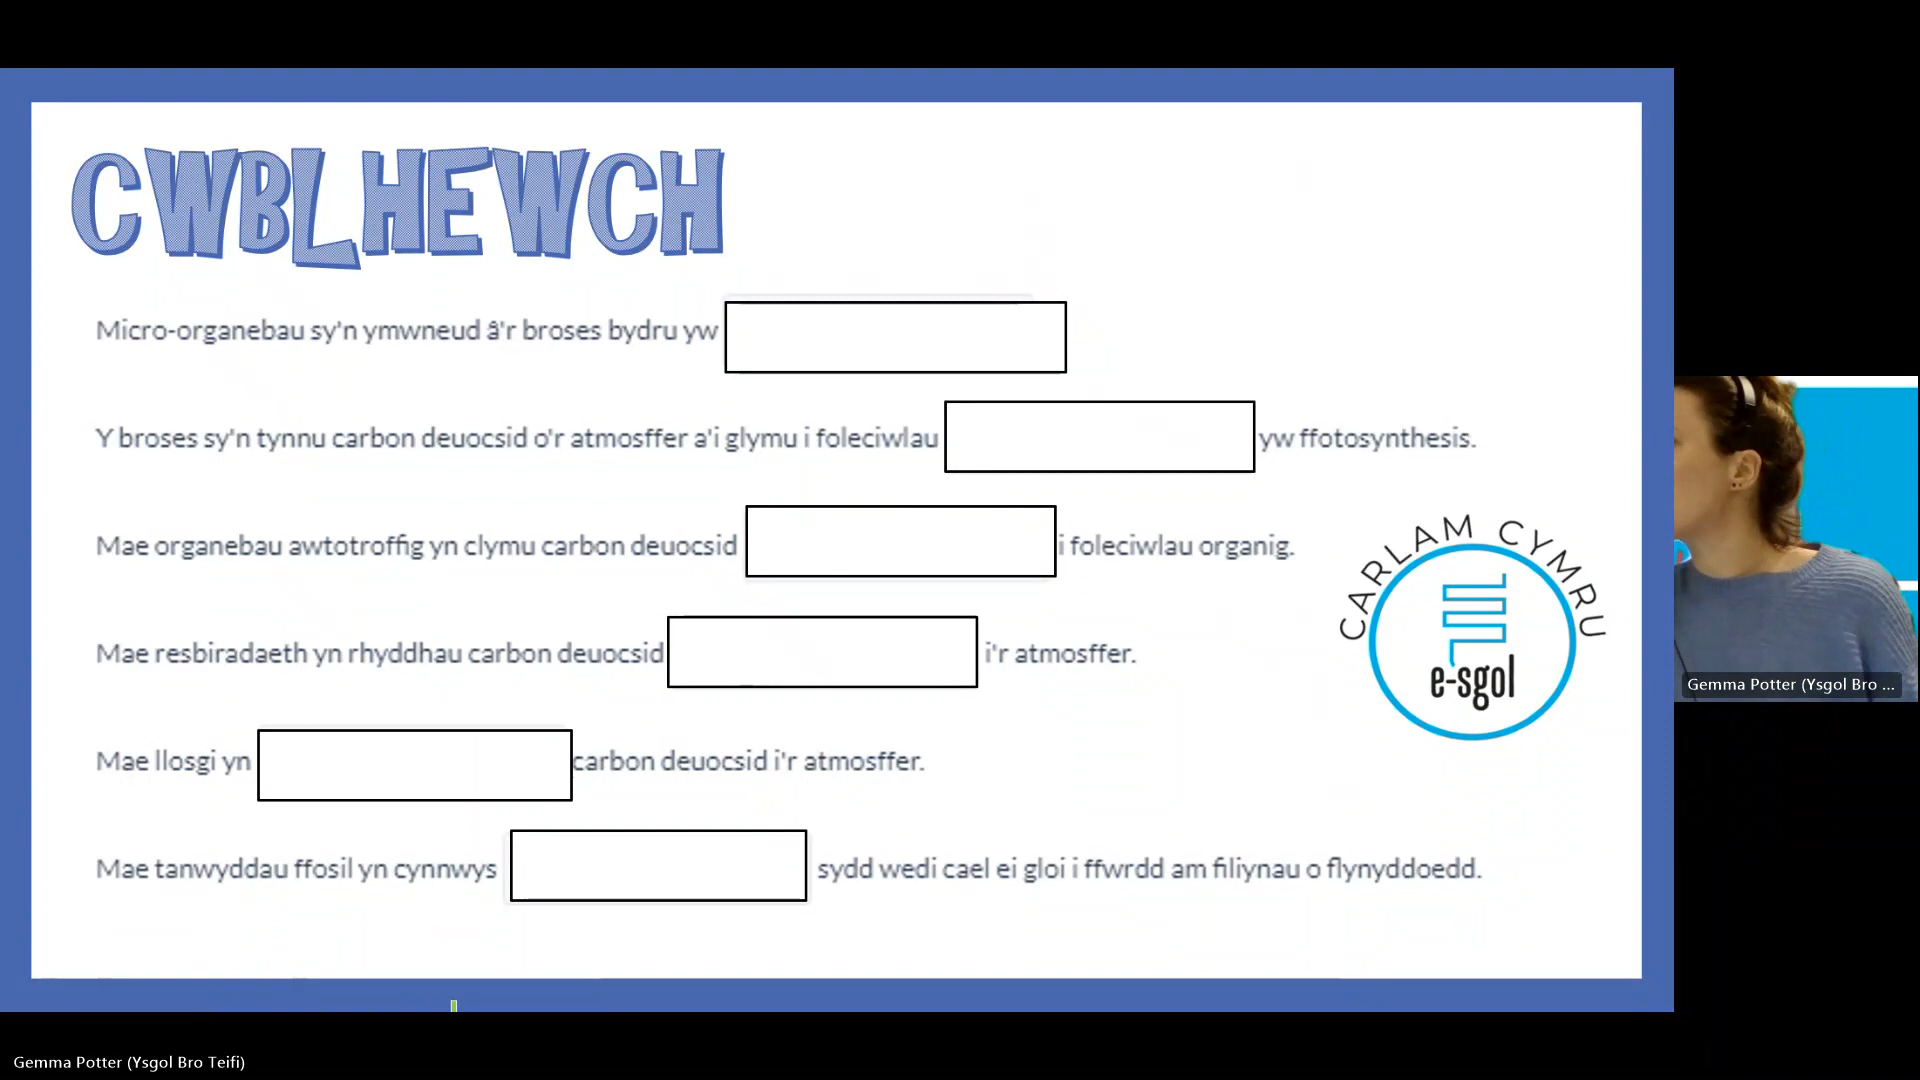 CWBLHEWCH
Micro-organebau sy'n ymwneud â'r broses bydru yw
Y broses sy'n tynnu carbon deuocsid o'r atmosffer a'i glymu i foleciwlau yw ffotosynthesis.
Mae organebau awtotroffig yn clymu carbon deuocsid i foleciwlau organig.
Mae resbiradaeth yn rhyddhau carbon deuocsid i'r atmosffer.
Mae llosgi yn carbon deuocsid i'r atmosffer.
Mae tanwyddau ffosil yn cynnwys sydd wedi cael ei gloi i ffwrdd am filiynau o flynyddoedd.
CARLAM CYMRU
e-sgol
Gemma Potter (Ysgol Bro ...
Gemma Potter (Ysgol Bro Teifi)